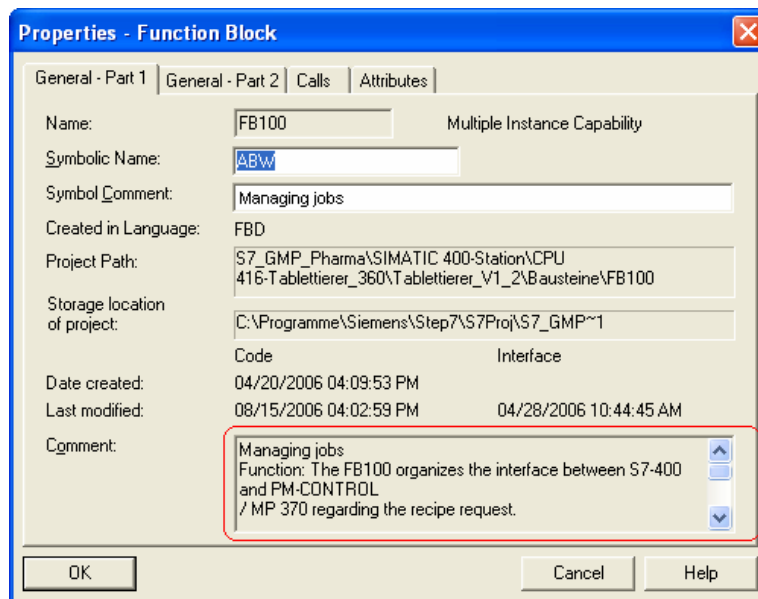 Properties - Function Block
General - Part 1 General - Part 2 Calls Attributes
Name: FB100 Multiple Instance Capability
Symbolic Name: ABW
Symbol Comment: Managing jobs
Created in Language: FBD
Project Path: S7_GMP_Pharma\SIMATIC 400-Station\CPU
416-Tablettierer_360\Tablettierer_V1_2\Bausteine\FB100
Storage location
of project: C:\Programme\Siemens\Step7\S7Proj\S7_GMP~1
Code Interface
Date created: 04/20/2006 04:09:53 PM
Last modified: 08/15/2006 04:02:59 PM 04/28/2006 10:44:45 AM
Comment: Managing jobs
Function: The FB100 organizes the interface between S7-400
and PM-CONTROL
/ MP 370 regarding the recipe request.
OK Cancel Help